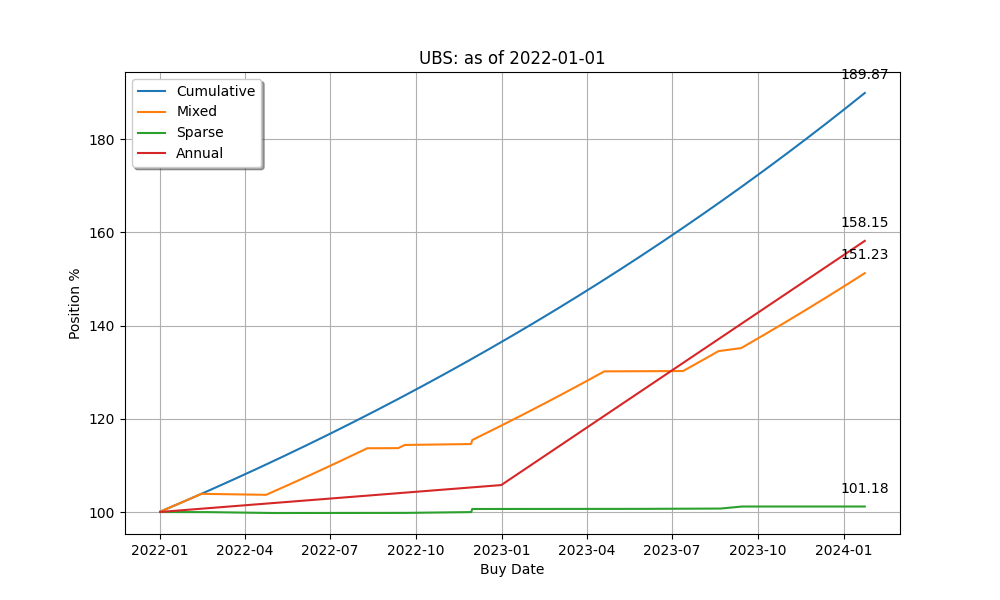 UBS: as of 2022-01-01
189.87
Cumulative
Mixed
Sparse
Annual
180
160
140
120
100
158.15
151.23
101.18
Position %
2022-01 2022-04 2022-07 2022-10 2023-01 2023-04 2023-07 2023-10 2024-01
Buy Date